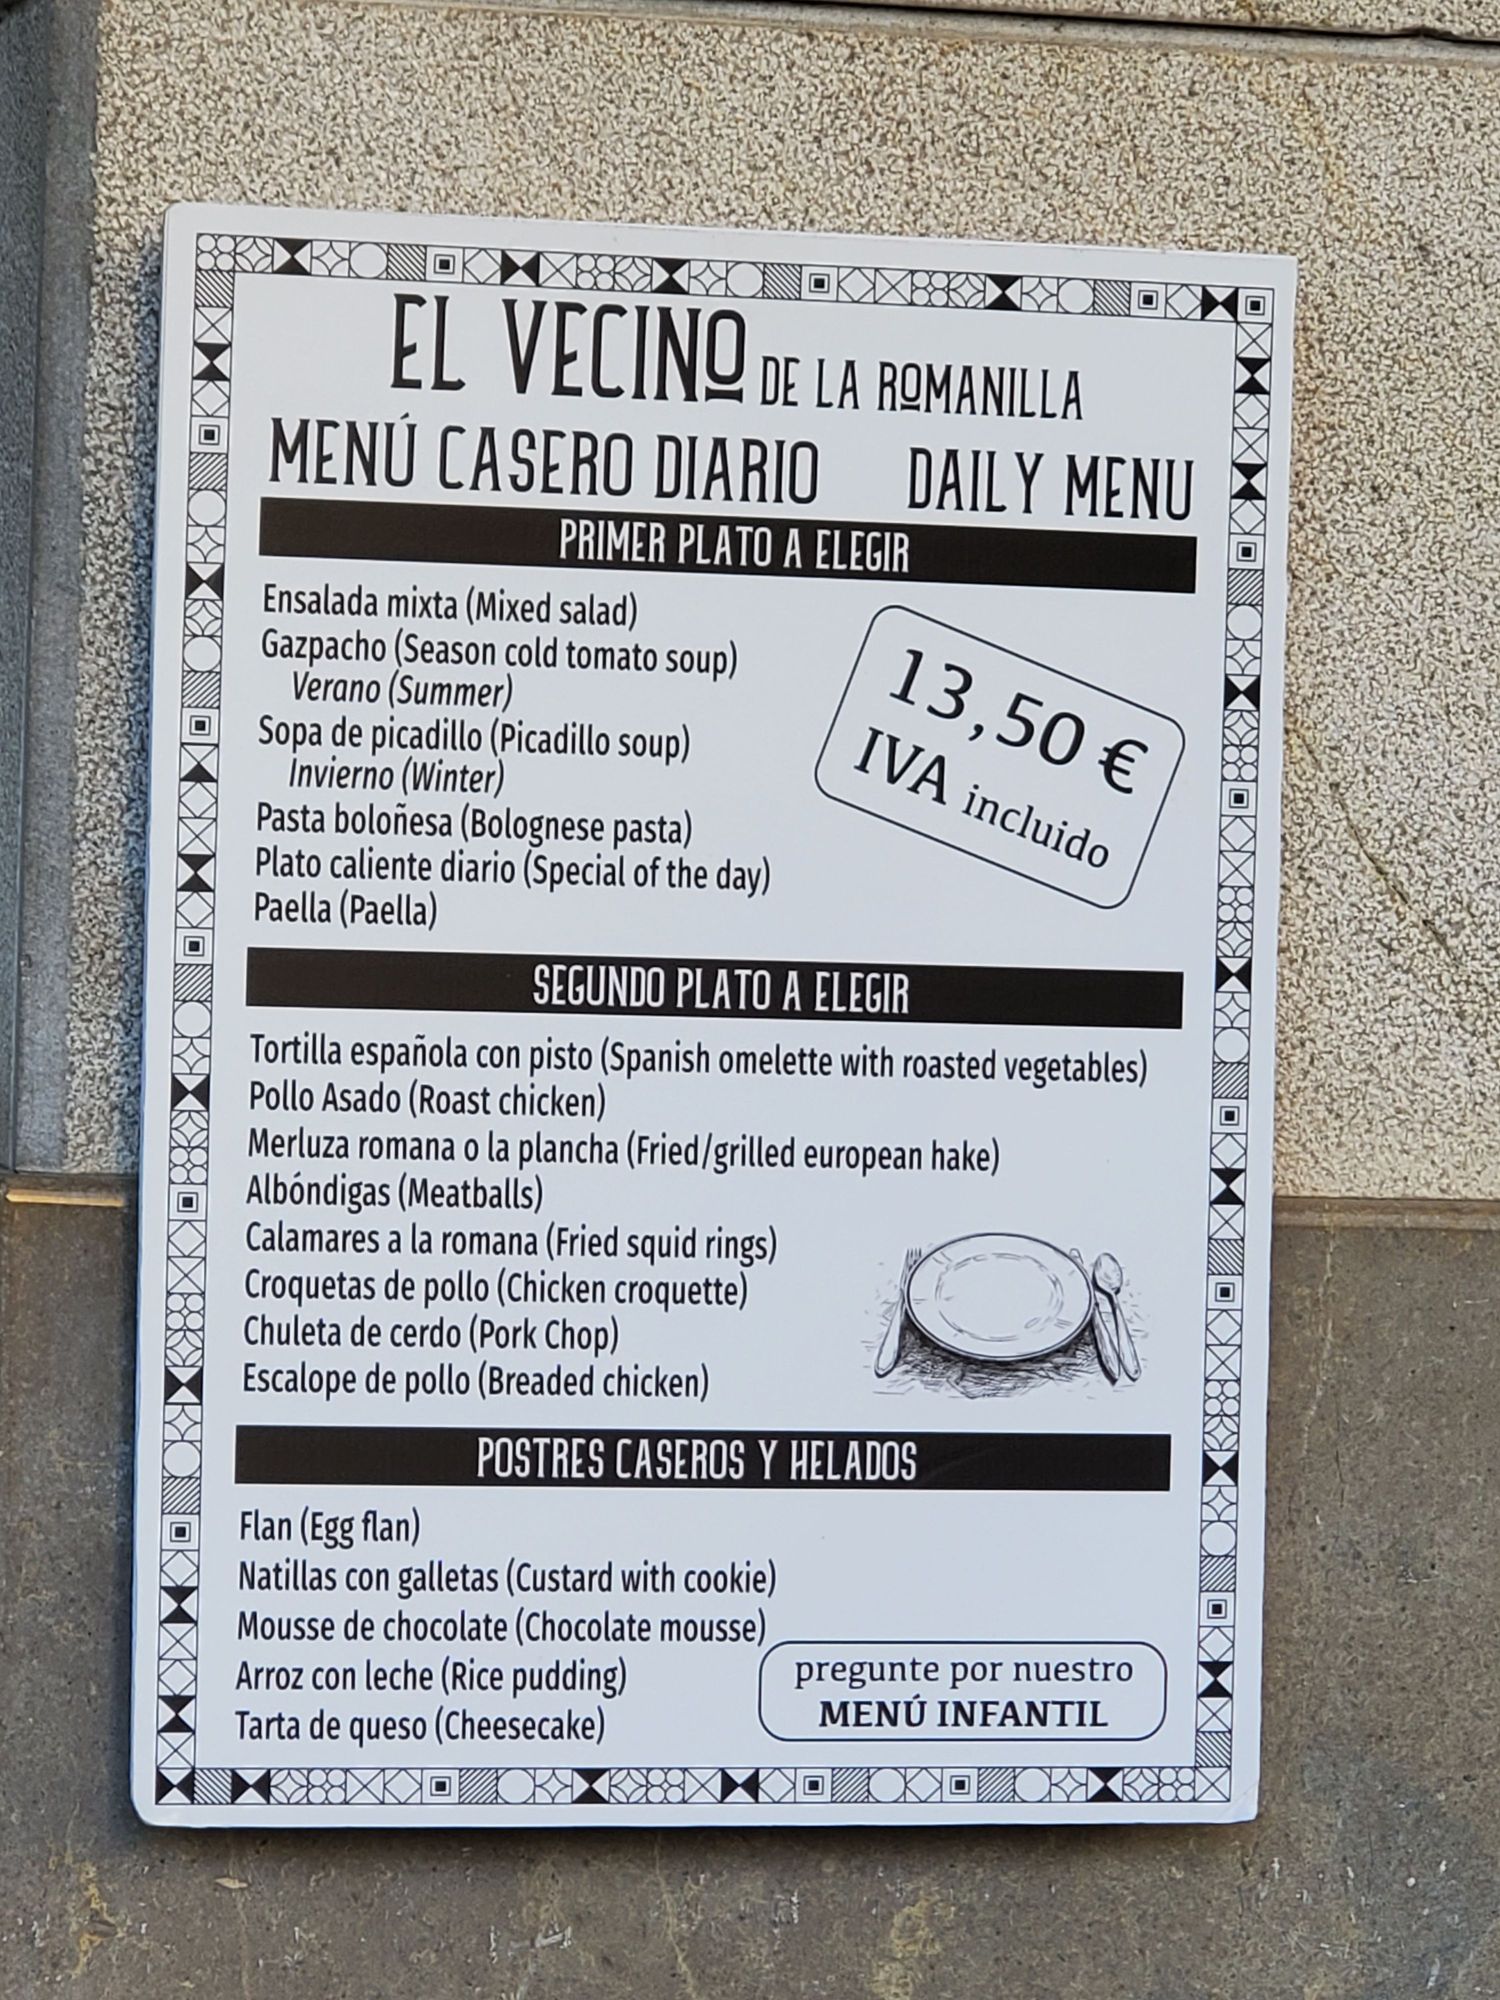 EL VECINO DE LA ROMANILLA
MENÚ CASERO DIARIO DAILY MENU
PRIMER PLATO A ELEGIR
Ensalada mixta (Mixed salad)
Gazpacho (Season cold tomato soup)
Verano (Summer)
Sopa de picadillo (Picadillo soup)
Invierno (Winter)
Pasta boloñesa (Bolognese pasta)
Plato caliente diario (Special of the day)
Paella (Paella)
13,50 €
IVA incluido
SEGUNDO PLATO A ELEGIR
Tortilla española con pisto (Spanish omelette with roasted vegetables)
Pollo Asado (Roast chicken)
Merluza romana o la plancha (Fried/grilled european hake)
Albóndigas (Meatballs)
Calamares a la romana (Fried squid rings)
Croquetas de pollo (Chicken croquette)
Chuleta de cerdo (Pork Chop)
Escalope de pollo (Breaded chicken)
POSTRES CASEROS Y HELADOS
Flan (Egg flan)
Natillas con galletas (Custard with cookie)
Mousse de chocolate (Chocolate mousse)
Arroz con leche (Rice pudding)
Tarta de queso (Cheesecake)
pregunte por nuestro
MENÚ INFANTIL